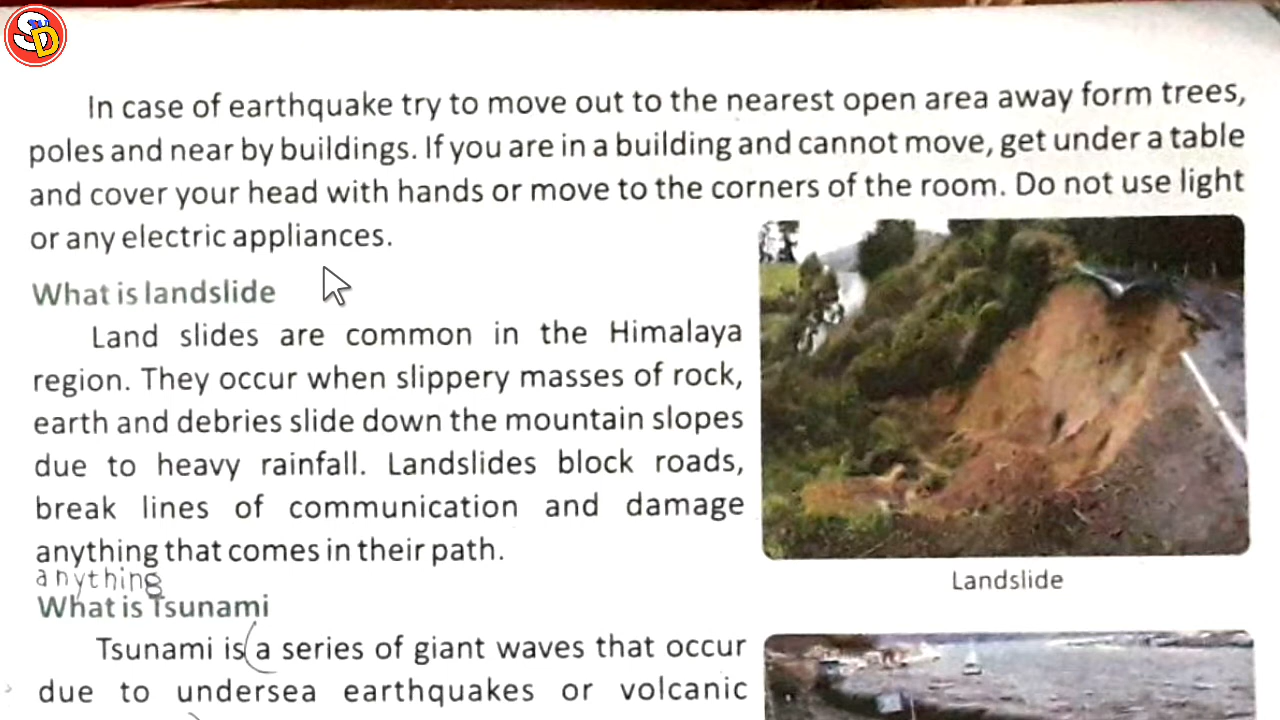 SD
In case of earthquake try to move out to the nearest open area away form trees,
poles and near by buildings. If you are in a building and cannot move, get under a table
and cover your head with hands or move to the corners of the room. Do not use light
or any electric appliances.
What is landslide
Land slides are common in the Himalaya
region. They occur when slippery masses of rock,
earth and debries slide down the mountain slopes
due to heavy rainfall. Landslides block roads,
break lines of communication and damage
anything that comes in their path.
anything
Landslide
What is Tsunami
Tsunami is a series of giant waves that occur
due to undersea earthquakes or volcanic